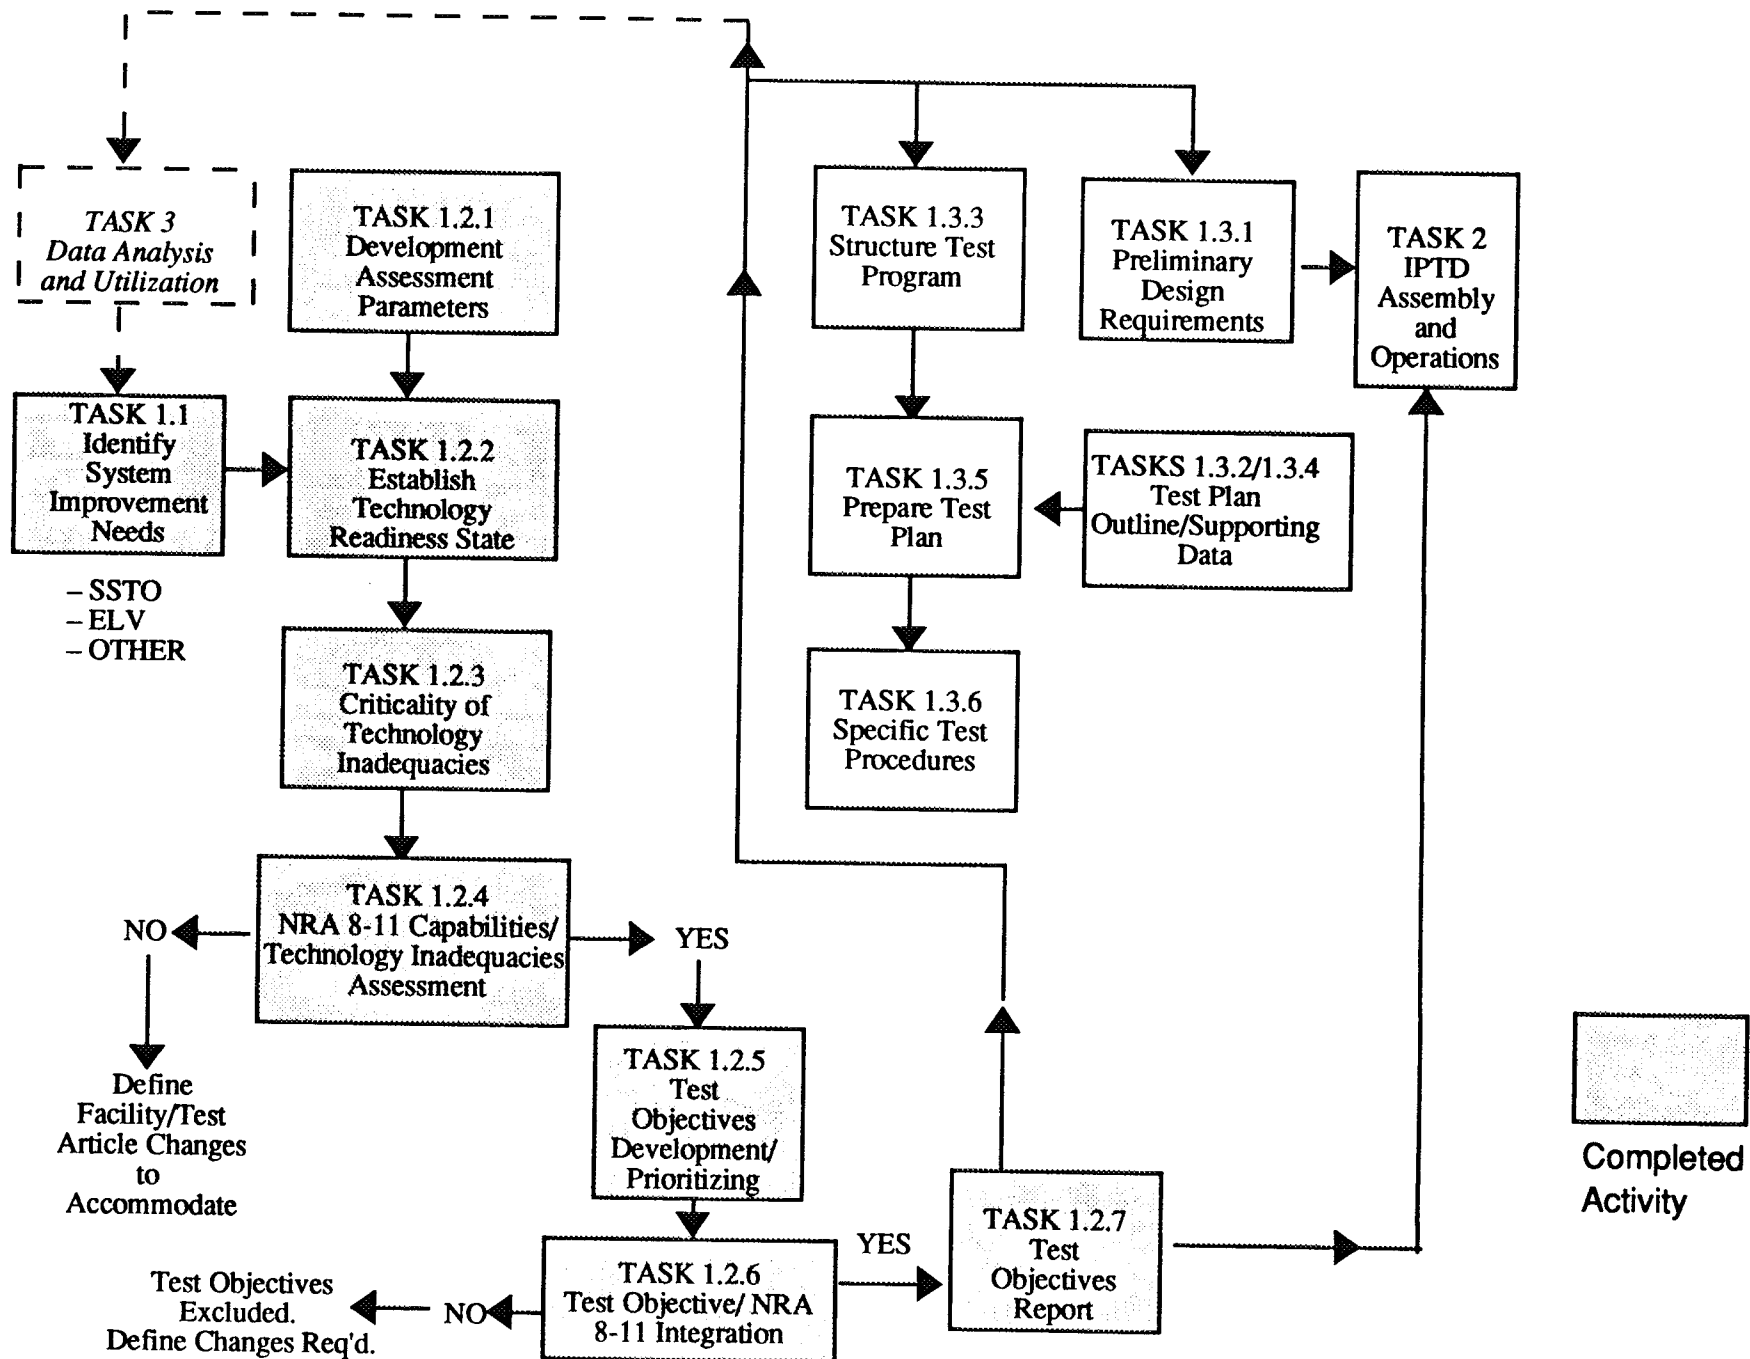 TASK 3
Data Analysis
and Utilization
TASK 1.2.1
Development
Assessment
Parameters
TASK 1.3.3
Structure Test
Program
TASK 1.3.1
Preliminary
Design
Requirements
TASK 2
IPTD
Assembly
and
Operations
TASK 1.1
Identify
System
Improvement
Needs
– SSTO
– ELV
– OTHER
TASK 1.2.2
Establish
Technology
Readiness State
TASK 1.3.5
Prepare Test
Plan
TASKS 1.3.2/1.3.4
Test Plan
Outline/Supporting
Data
TASK 1.2.3
Criticality of
Technology
Inadequacies
TASK 1.3.6
Specific Test
Procedures
TASK 1.2.4
NRA 8-11 Capabilities/
Technology Inadequacies
Assessment
NO
YES
Define
Facility/Test
Article Changes
to
Accommodate
TASK 1.2.5
Test
Objectives
Development/
Prioritizing
TASK 1.2.6
Test Objective/ NRA
8-11 Integration
YES
NO
Test Objectives
Excluded.
Define Changes Req'd.
TASK 1.2.7
Test
Objectives
Report
Completed
Activity